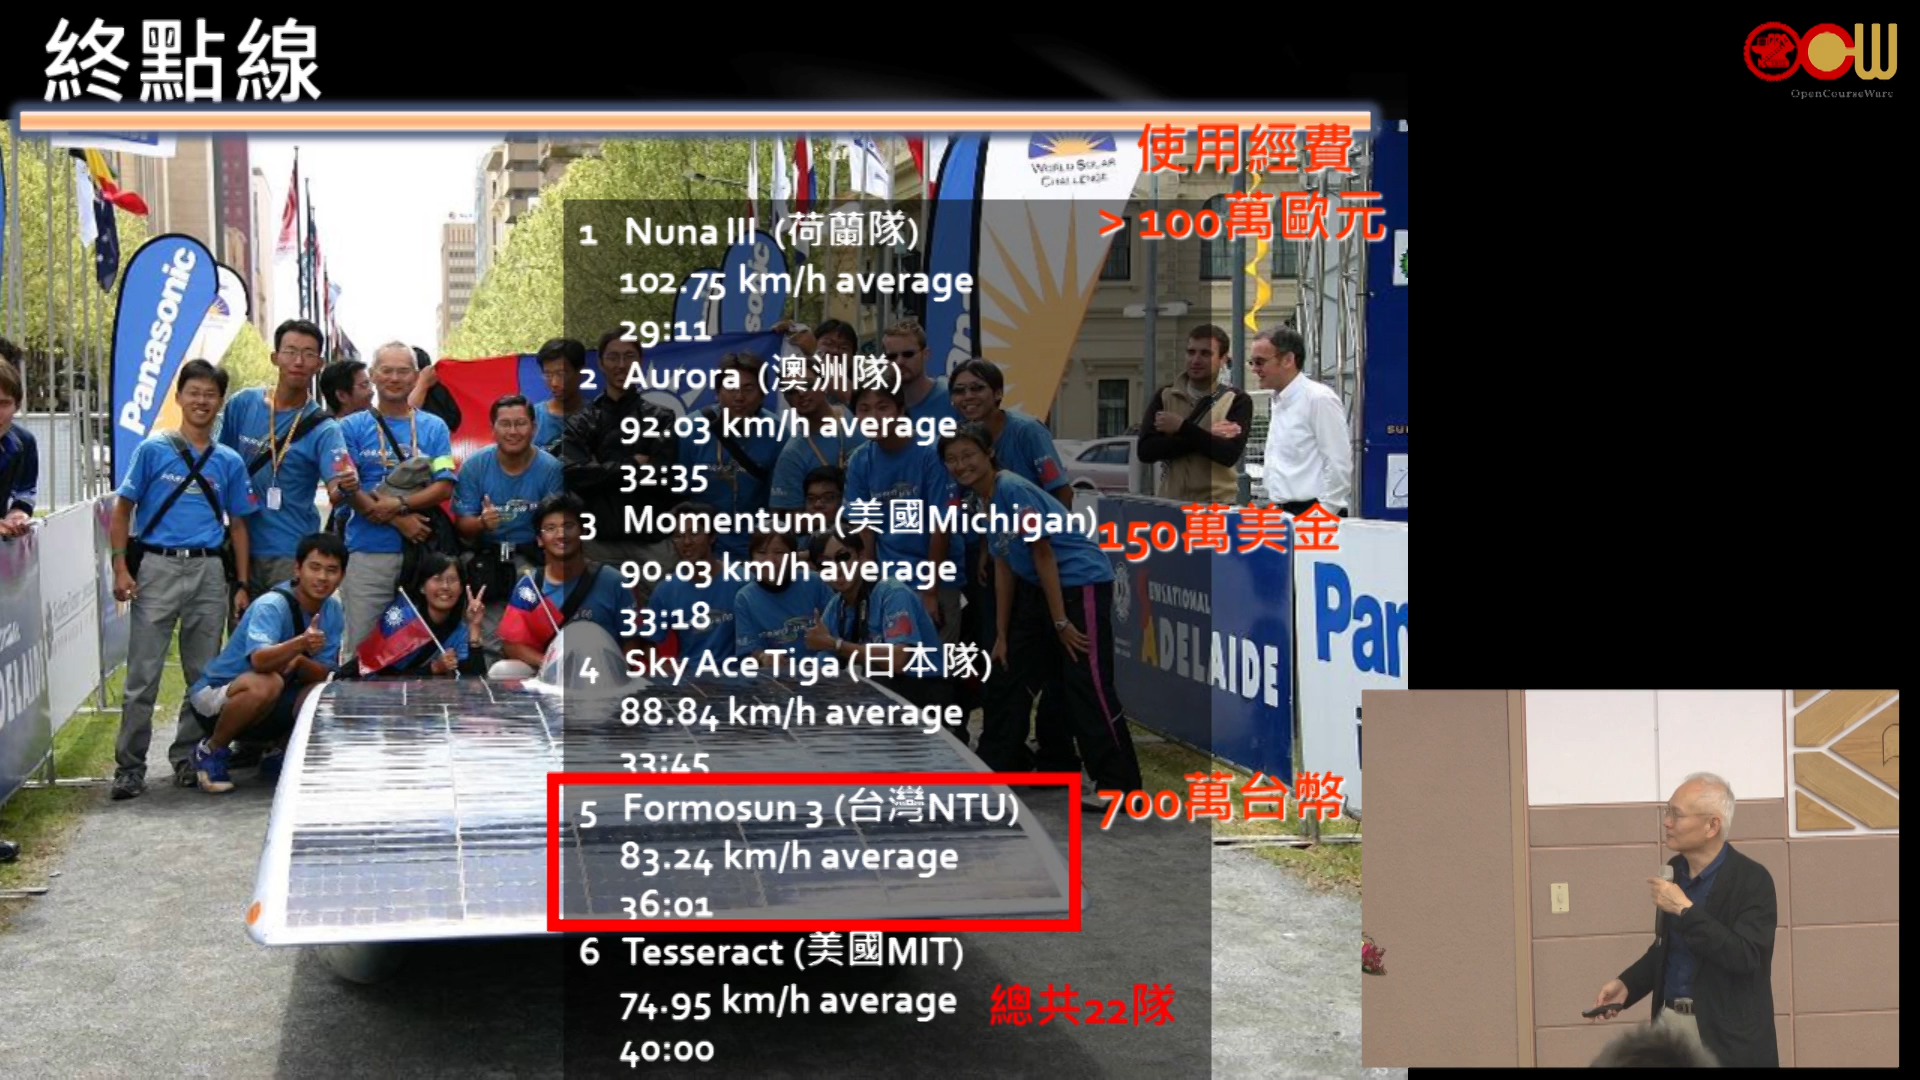 終點線
OCW
OpenCourseWare
使用經費
> 100萬歐元
WORLD SOLAR
CHALLENGE
Panasonic
1 Nuna III (荷蘭隊)
102.75 km/h average
29:11
2 Aurora (澳洲隊)
92.03 km/h average
32:35
3 Momentum (美國Michigan)
150萬美金
90.03 km/h average
33:18
4 Sky Ace Tiga (日本隊)
88.84 km/h average
33:45
5 Formosun 3 (台灣NTU)
700萬台幣
83.24 km/h average
36:01
6 Tesseract (美國MIT)
74.95 km/h average
總共22隊
40:00
SENSATIONAL
ADELAIDE
Pan